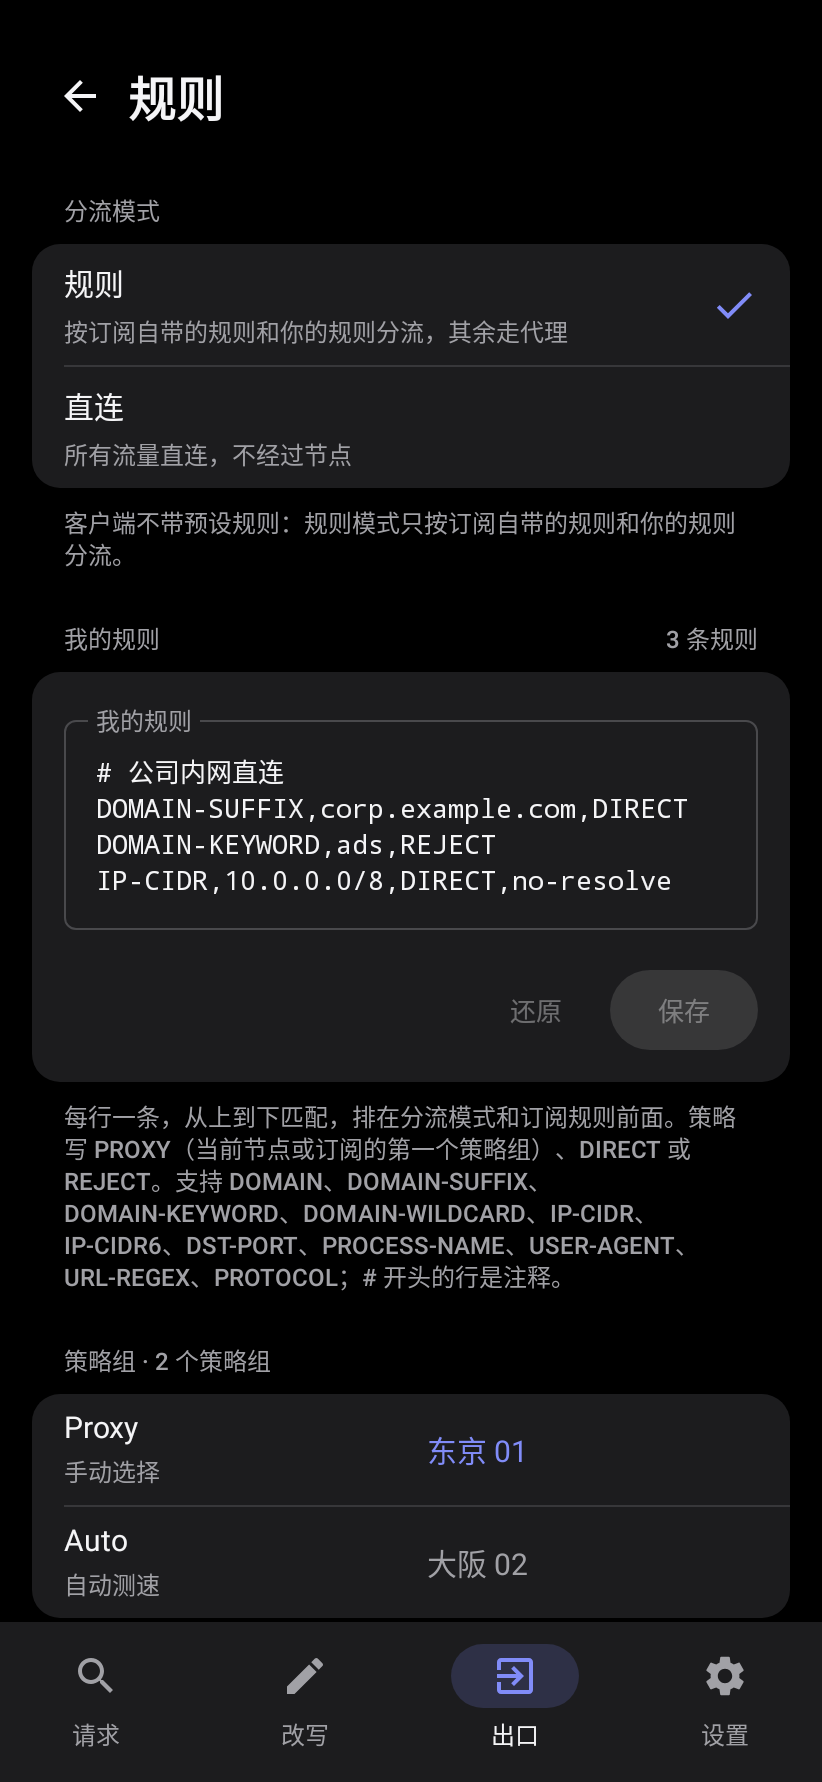 规则
分流模式
规则
按订阅自带的规则和你的规则分流，其余走代理
直连
所有流量直连，不经过节点
客户端不带预设规则：规则模式只按订阅自带的规则和你的规则
分流。
我的规则
3 条规则
我的规则
# 公司内网直连
DOMAIN-SUFFIX,corp.example.com,DIRECT
DOMAIN-KEYWORD,ads,REJECT
IP-CIDR,10.0.0.0/8,DIRECT,no-resolve
还原
保存
每行一条，从上到下匹配，排在分流模式和订阅规则前面。策略
写 PROXY（当前节点或订阅的第一个策略组）、DIRECT 或
REJECT。支持 DOMAIN、DOMAIN-SUFFIX、
DOMAIN-KEYWORD、DOMAIN-WILDCARD、IP-CIDR、
IP-CIDR6、DST-PORT、PROCESS-NAME、USER-AGENT、
URL-REGEX、PROTOCOL；# 开头的行是注释。
策略组 · 2 个策略组
Proxy
手动选择
东京 01
Auto
自动测速
大阪 02
请求
改写
出口
设置